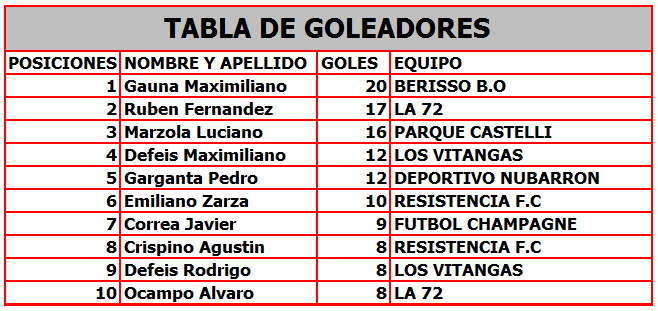 TABLA DE GOLEADORES
POSICIONES NOMBRE Y APELLIDO GOLES EQUIPO
1 Gauna Maximiliano 20 BERISSO B.O
2 Ruben Fernandez 17 LA 72
3 Marzola Luciano 16 PARQUE CASTELLI
4 Defeis Maximiliano 12 LOS VITANGAS
5 Garganta Pedro 12 DEPORTIVO NUBARRON
6 Emiliano Zarza 10 RESISTENCIA F.C
7 Correa Javier 9 FUTBOL CHAMPAGNE
8 Crispino Agustin 8 RESISTENCIA F.C
9 Defeis Rodrigo 8 LOS VITANGAS
10 Ocampo Alvaro 8 LA 72